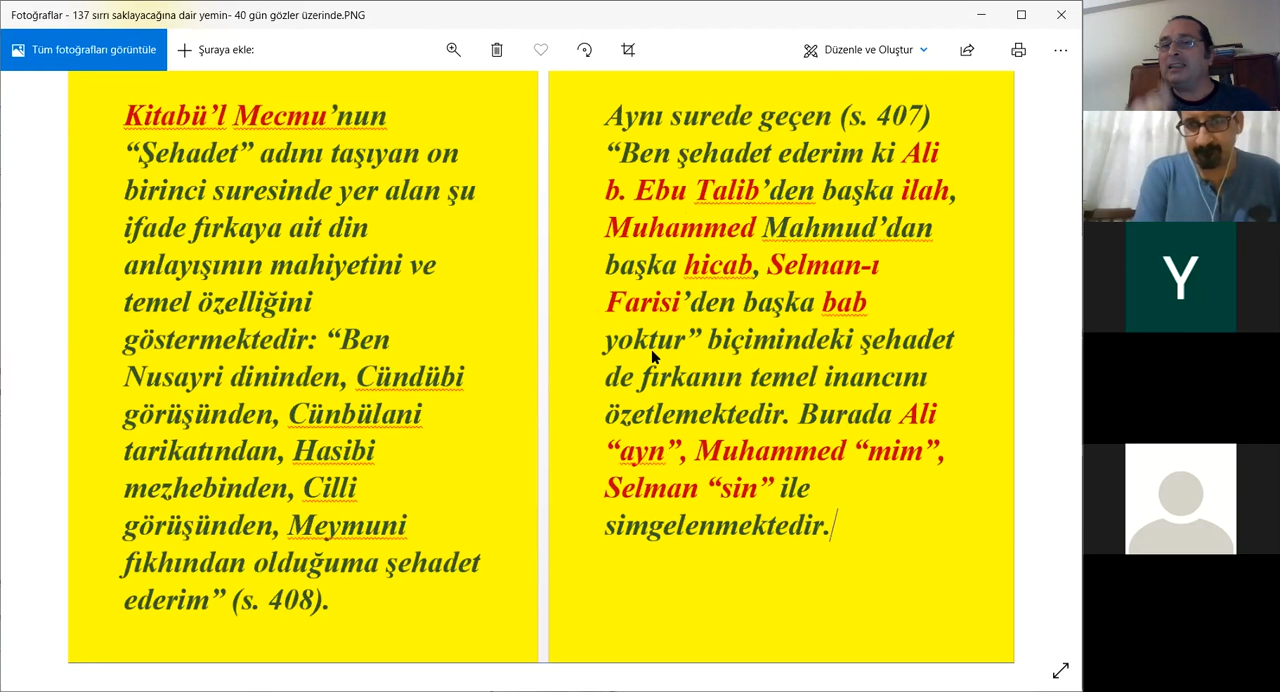 Fotoğraflar - 137 sırrı saklayacağına dair yemin- 40 gün gözler üzerinde.PNG
Tüm fotoğrafları görüntüle
Şuraya ekle:
Düzenle ve Oluştur
Kitabü’l Mecmu’nun
“Şehadet” adını taşıyan on
birinci suresinde yer alan şu
ifade fırkaya ait din
anlayışının mahiyetini ve
temel özelliğini
göstermektedir: “Ben
Nusayri dininden, Cündübi
görüşünden, Cünbülani
tarikatından, Hasibi
mezhebinden, Cilli
görüşünden, Meymuni
fıkhından olduğuma şehadet
ederim” (s. 408).
Aynı surede geçen (s. 407)
“Ben şehadet ederim ki Ali
b. Ebu Talib’den başka ilah,
Muhammed Mahmud’dan
başka hicab, Selman-ı
Farisi’den başka bab
yoktur” biçimindeki şehadet
de fırkanın temel inancını
özetlemektedir. Burada Ali
“ayn”, Muhammed “mim”,
Selman “sin” ile
simgelenmektedir.
Y